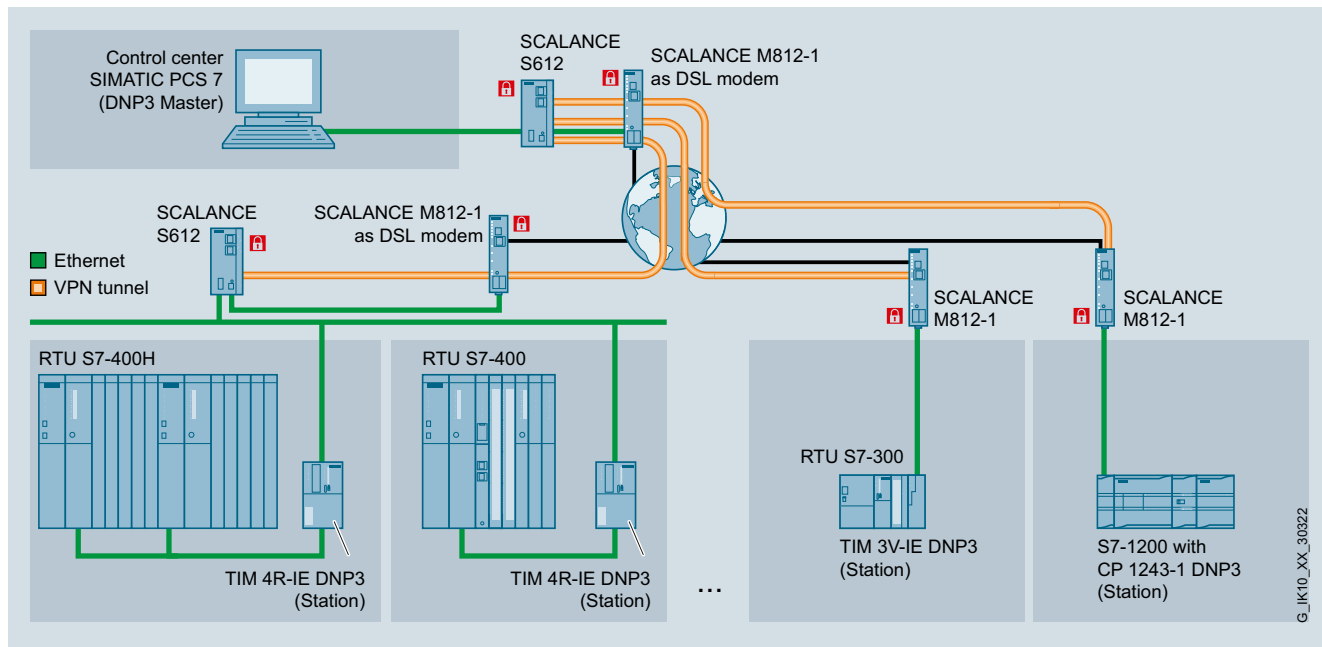 Control center
SIMATIC PCS 7
(DNP3 Master)
SCALANCE
S612
SCALANCE M812-1
as DSL modem
SCALANCE
S612
SCALANCE M812-1
as DSL modem
Ethernet
VPN tunnel
SCALANCE
M812-1
SCALANCE
M812-1
RTU S7-400H
TIM 4R-IE DNP3
(Station)
RTU S7-400
TIM 4R-IE DNP3
(Station)
...
RTU S7-300
TIM 3V-IE DNP3
(Station)
S7-1200 with
CP 1243-1 DNP3
(Station)
G_IK10_XX_30322